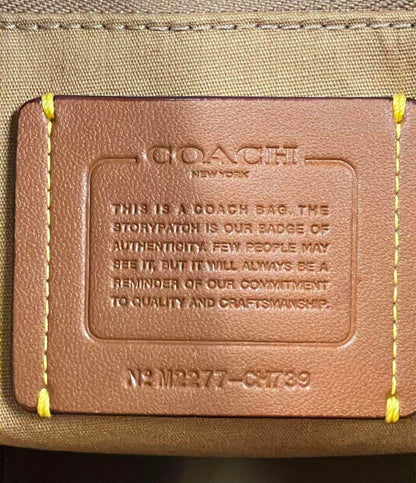 COACH
NEW YORK
THIS IS A COACH BAG. THE
STORYPATCH IS OUR BADGE OF
AUTHENTICITY. FEW PEOPLE MAY
SEE IT, BUT IT WILL ALWAYS BE A
REMINDER OF OUR COMMITMENT
TO QUALITY AND CRAFTSMANSHIP.
Nº M2277-CH739